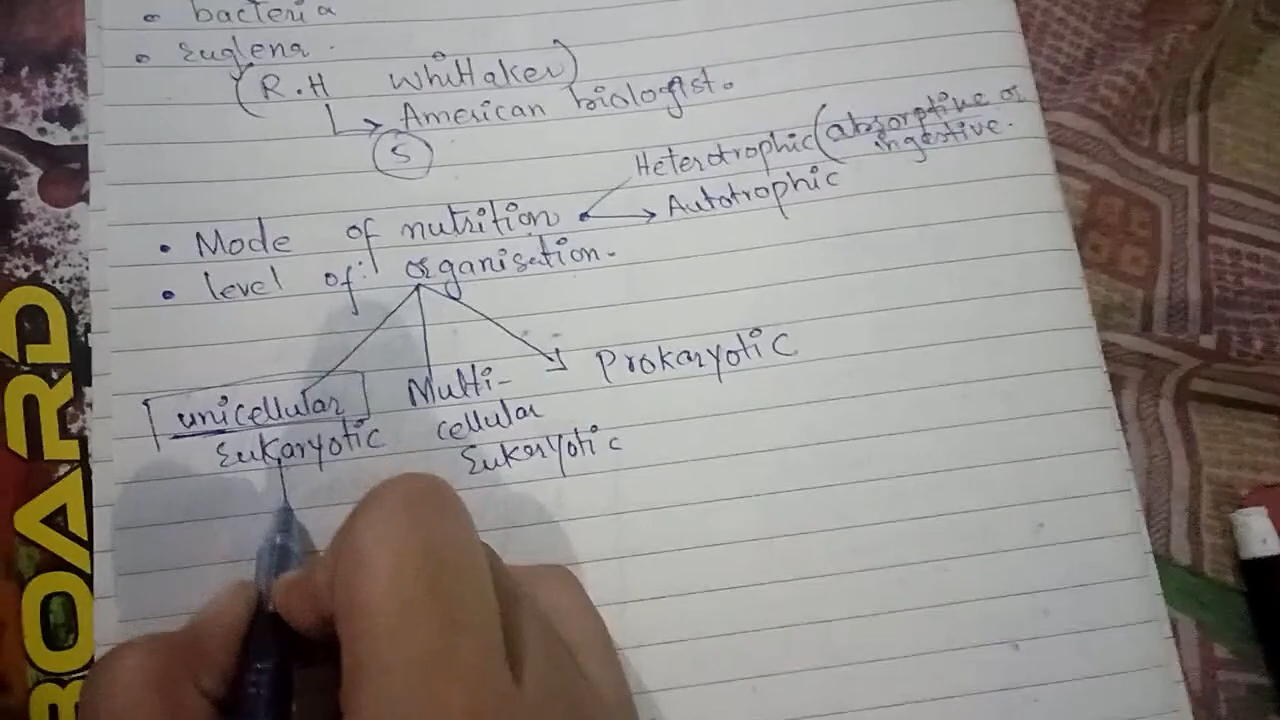 • bacteria
• Euglena.
(R.H Whittaker)
American biologist.
5
Heterotrophic (absorptive or
ingestive.
• Mode of nutrition Autotrophic
• level of organisation.
unicellular Multi- Prokaryotic
Eukaryotic cellular
Eukaryotic
BOARD